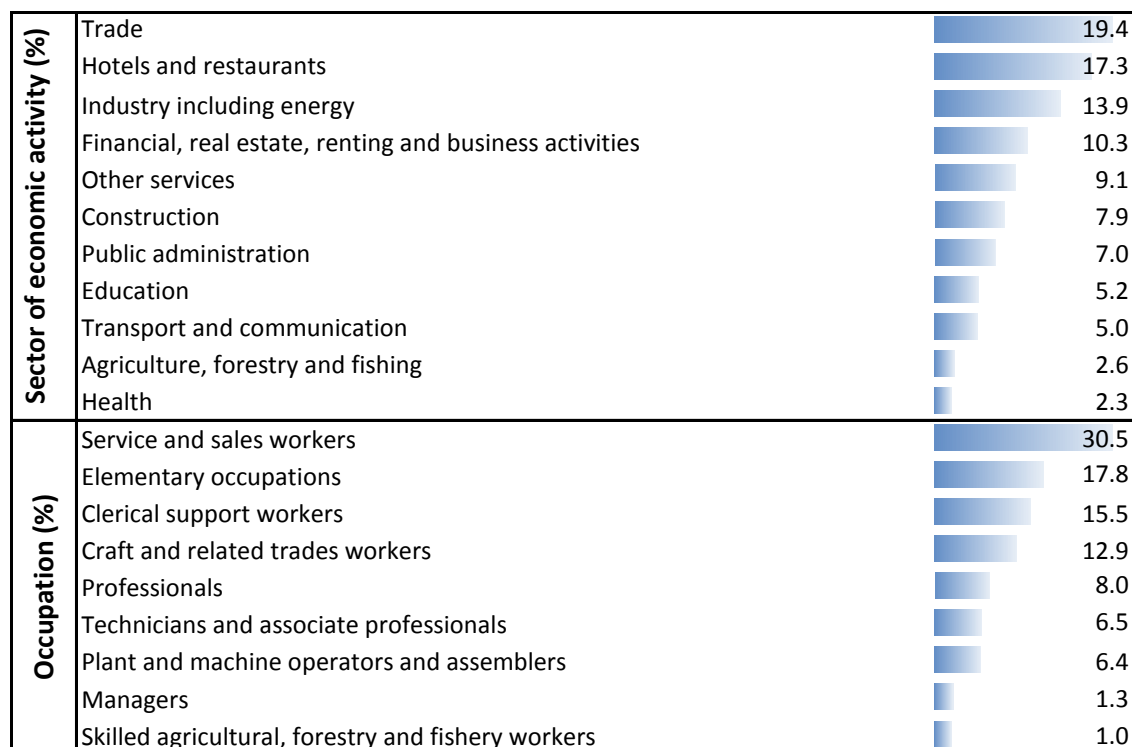 Sector of economic activity (%)
Trade 19.4
Hotels and restaurants 17.3
Industry including energy 13.9
Financial, real estate, renting and business activities 10.3
Other services 9.1
Construction 7.9
Public administration 7.0
Education 5.2
Transport and communication 5.0
Agriculture, forestry and fishing 2.6
Health 2.3
Occupation (%)
Service and sales workers 30.5
Elementary occupations 17.8
Clerical support workers 15.5
Craft and related trades workers 12.9
Professionals 8.0
Technicians and associate professionals 6.5
Plant and machine operators and assemblers 6.4
Managers 1.3
Skilled agricultural, forestry and fishery workers 1.0